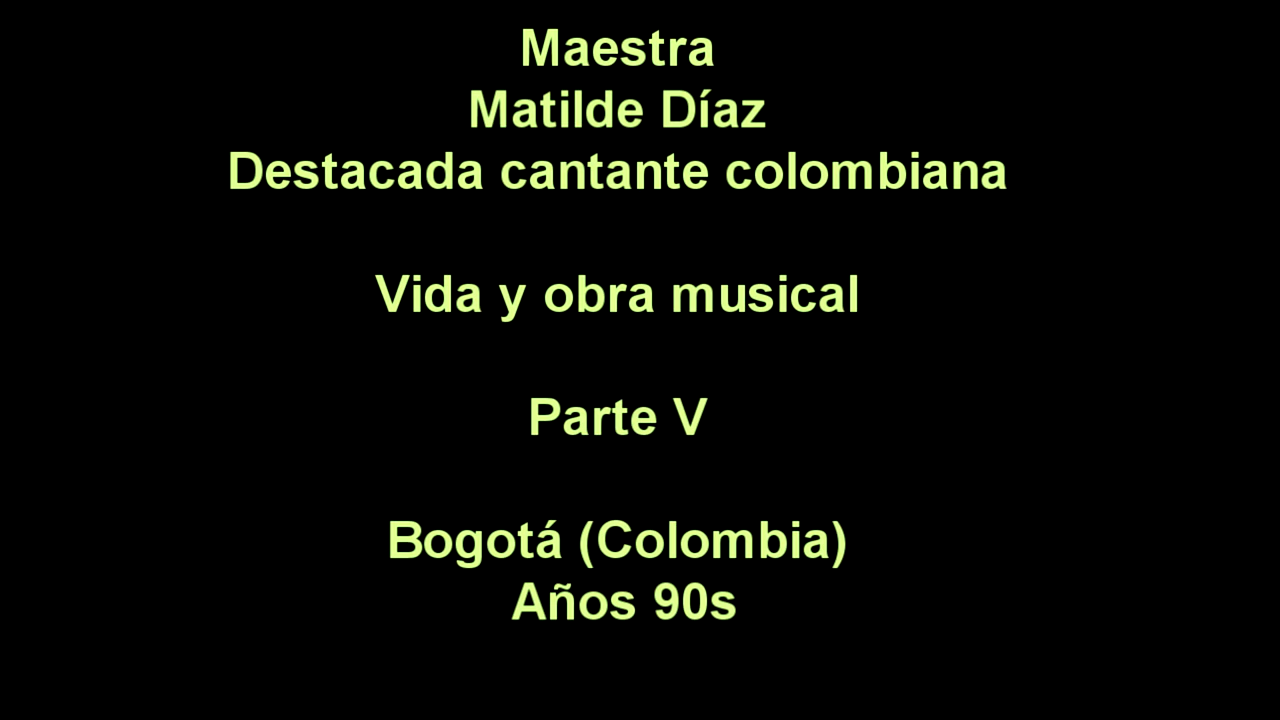 Maestra
Matilde Díaz
Destacada cantante colombiana
Vida y obra musical
Parte V
Bogotá (Colombia)
Años 90s